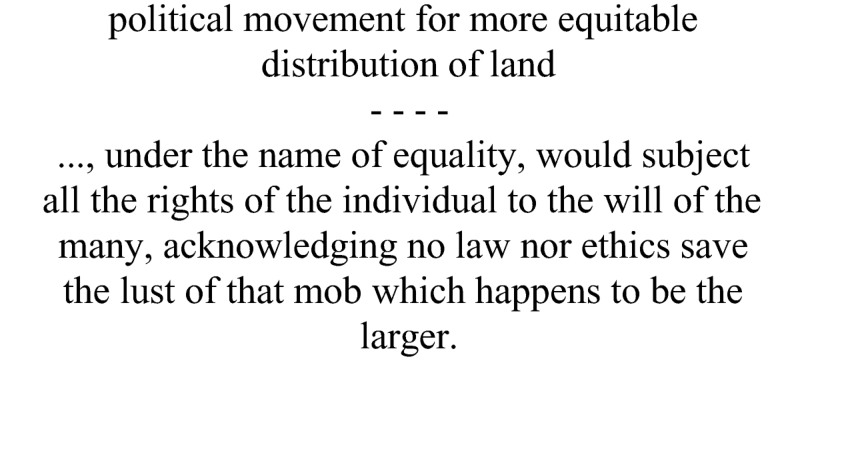 political movement for more equitable
distribution of land
- - - -
..., under the name of equality, would subject
all the rights of the individual to the will of the
many, acknowledging no law nor ethics save
the lust of that mob which happens to be the
larger.